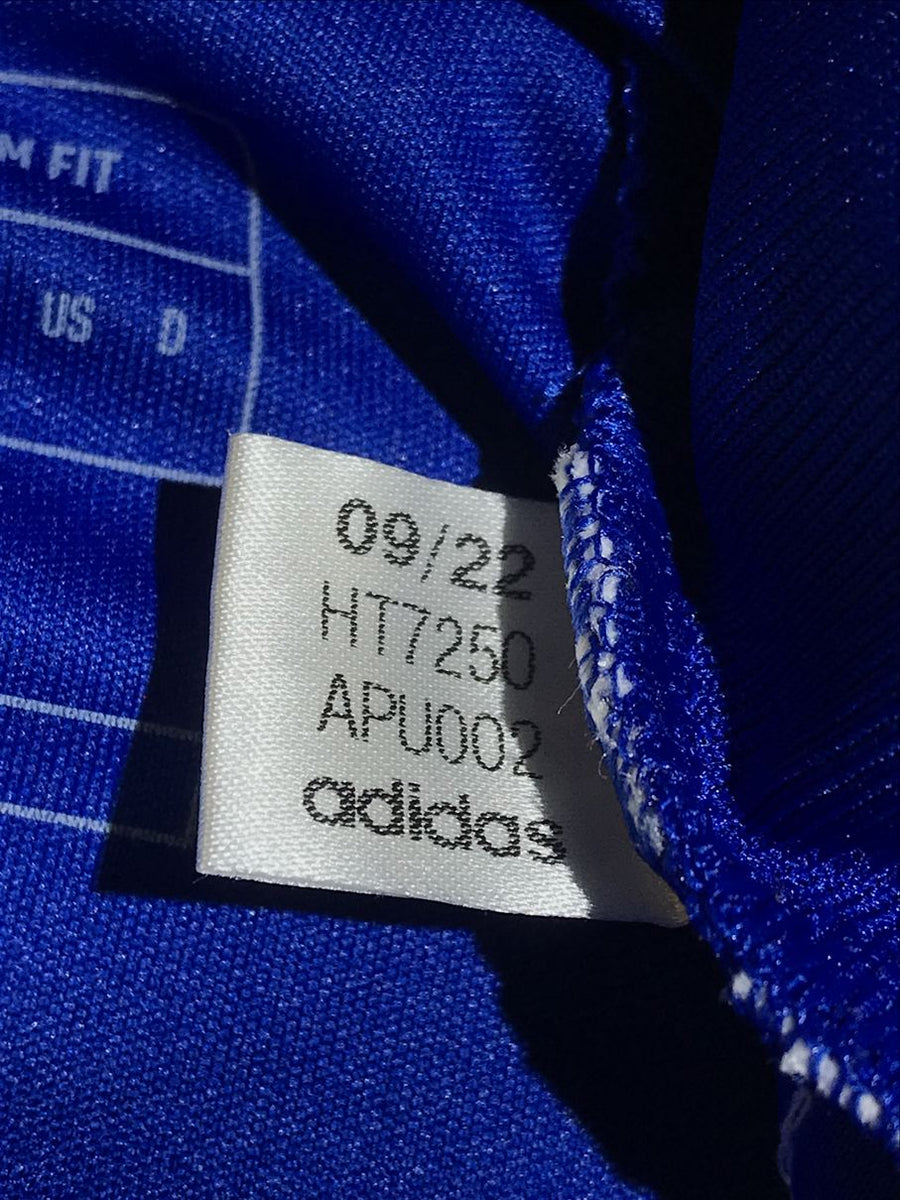 M FIT
US D
09/22
HT7250
APU002
adidas